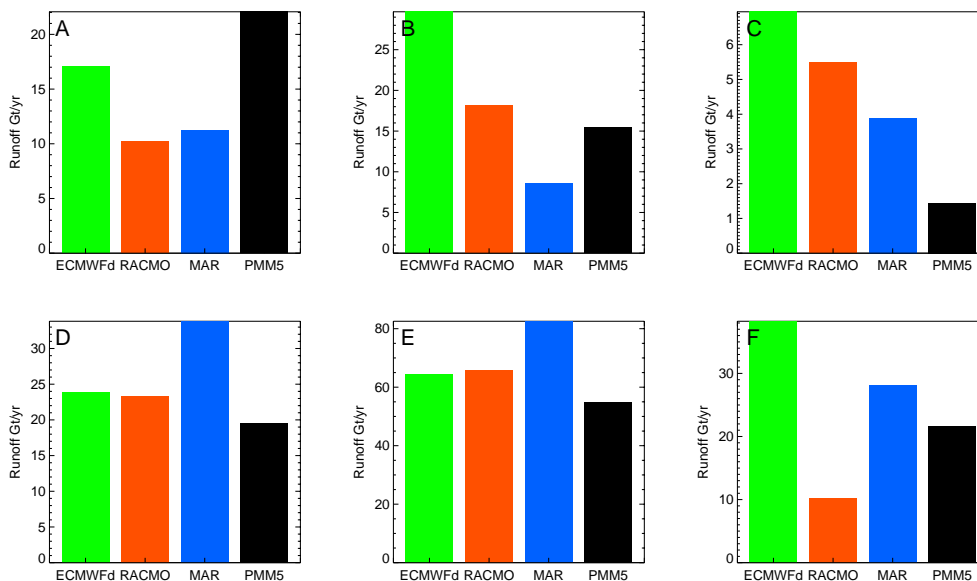 A
Runoff Gt/yr
20
15
10
5
0
ECMWFd RACMO MAR PMM5
B
Runoff Gt/yr
25
20
15
10
5
0
ECMWFd RACMO MAR PMM5
C
Runoff Gt/yr
6
5
4
3
2
1
0
ECMWFd RACMO MAR PMM5
D
Runoff Gt/yr
30
25
20
15
10
5
0
ECMWFd RACMO MAR PMM5
E
Runoff Gt/yr
80
60
40
20
0
ECMWFd RACMO MAR PMM5
F
Runoff Gt/yr
30
20
10
0
ECMWFd RACMO MAR PMM5